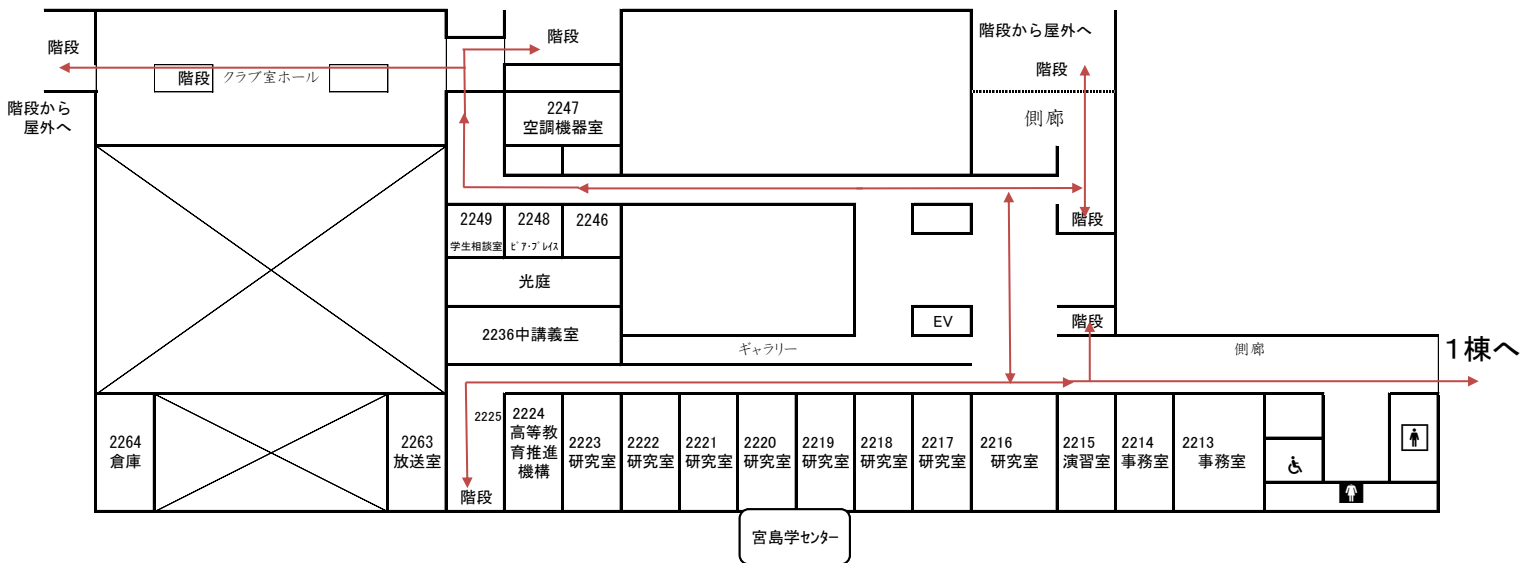 階段
階段
階段から屋外へ
階段
階段
クラブ室ホール
階段から
屋外へ
2247
空調機器室
側廊
2249
学生相談室
2248
ピア・プレイス
2246
階段
光庭
2236中講義室
EV
階段
ギャラリー
側廊
1棟へ
2264
倉庫
2263
放送室
2225
階段
2224
高等教
育推進
機構
2223
研究室
2222
研究室
2221
研究室
2220
研究室
2219
研究室
2218
研究室
2217
研究室
2216
研究室
2215
演習室
2214
事務室
2213
事務室
宮島学センター